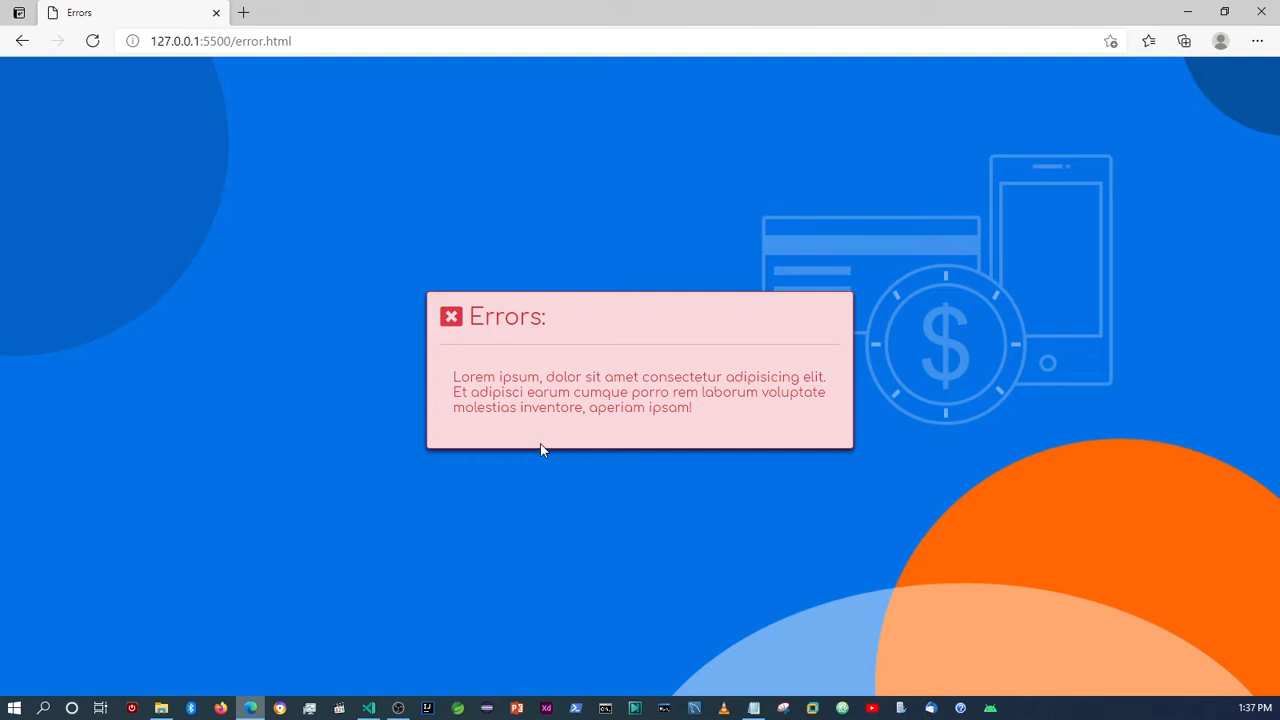 Errors
127.0.0.1:5500/error.html
$
Errors:
Lorem ipsum, dolor sit amet consectetur adipisicing elit.
Et adipisci earum cumque porro rem laborum voluptate
molestias inventore, aperiam ipsam!
Xd
1:37 PM